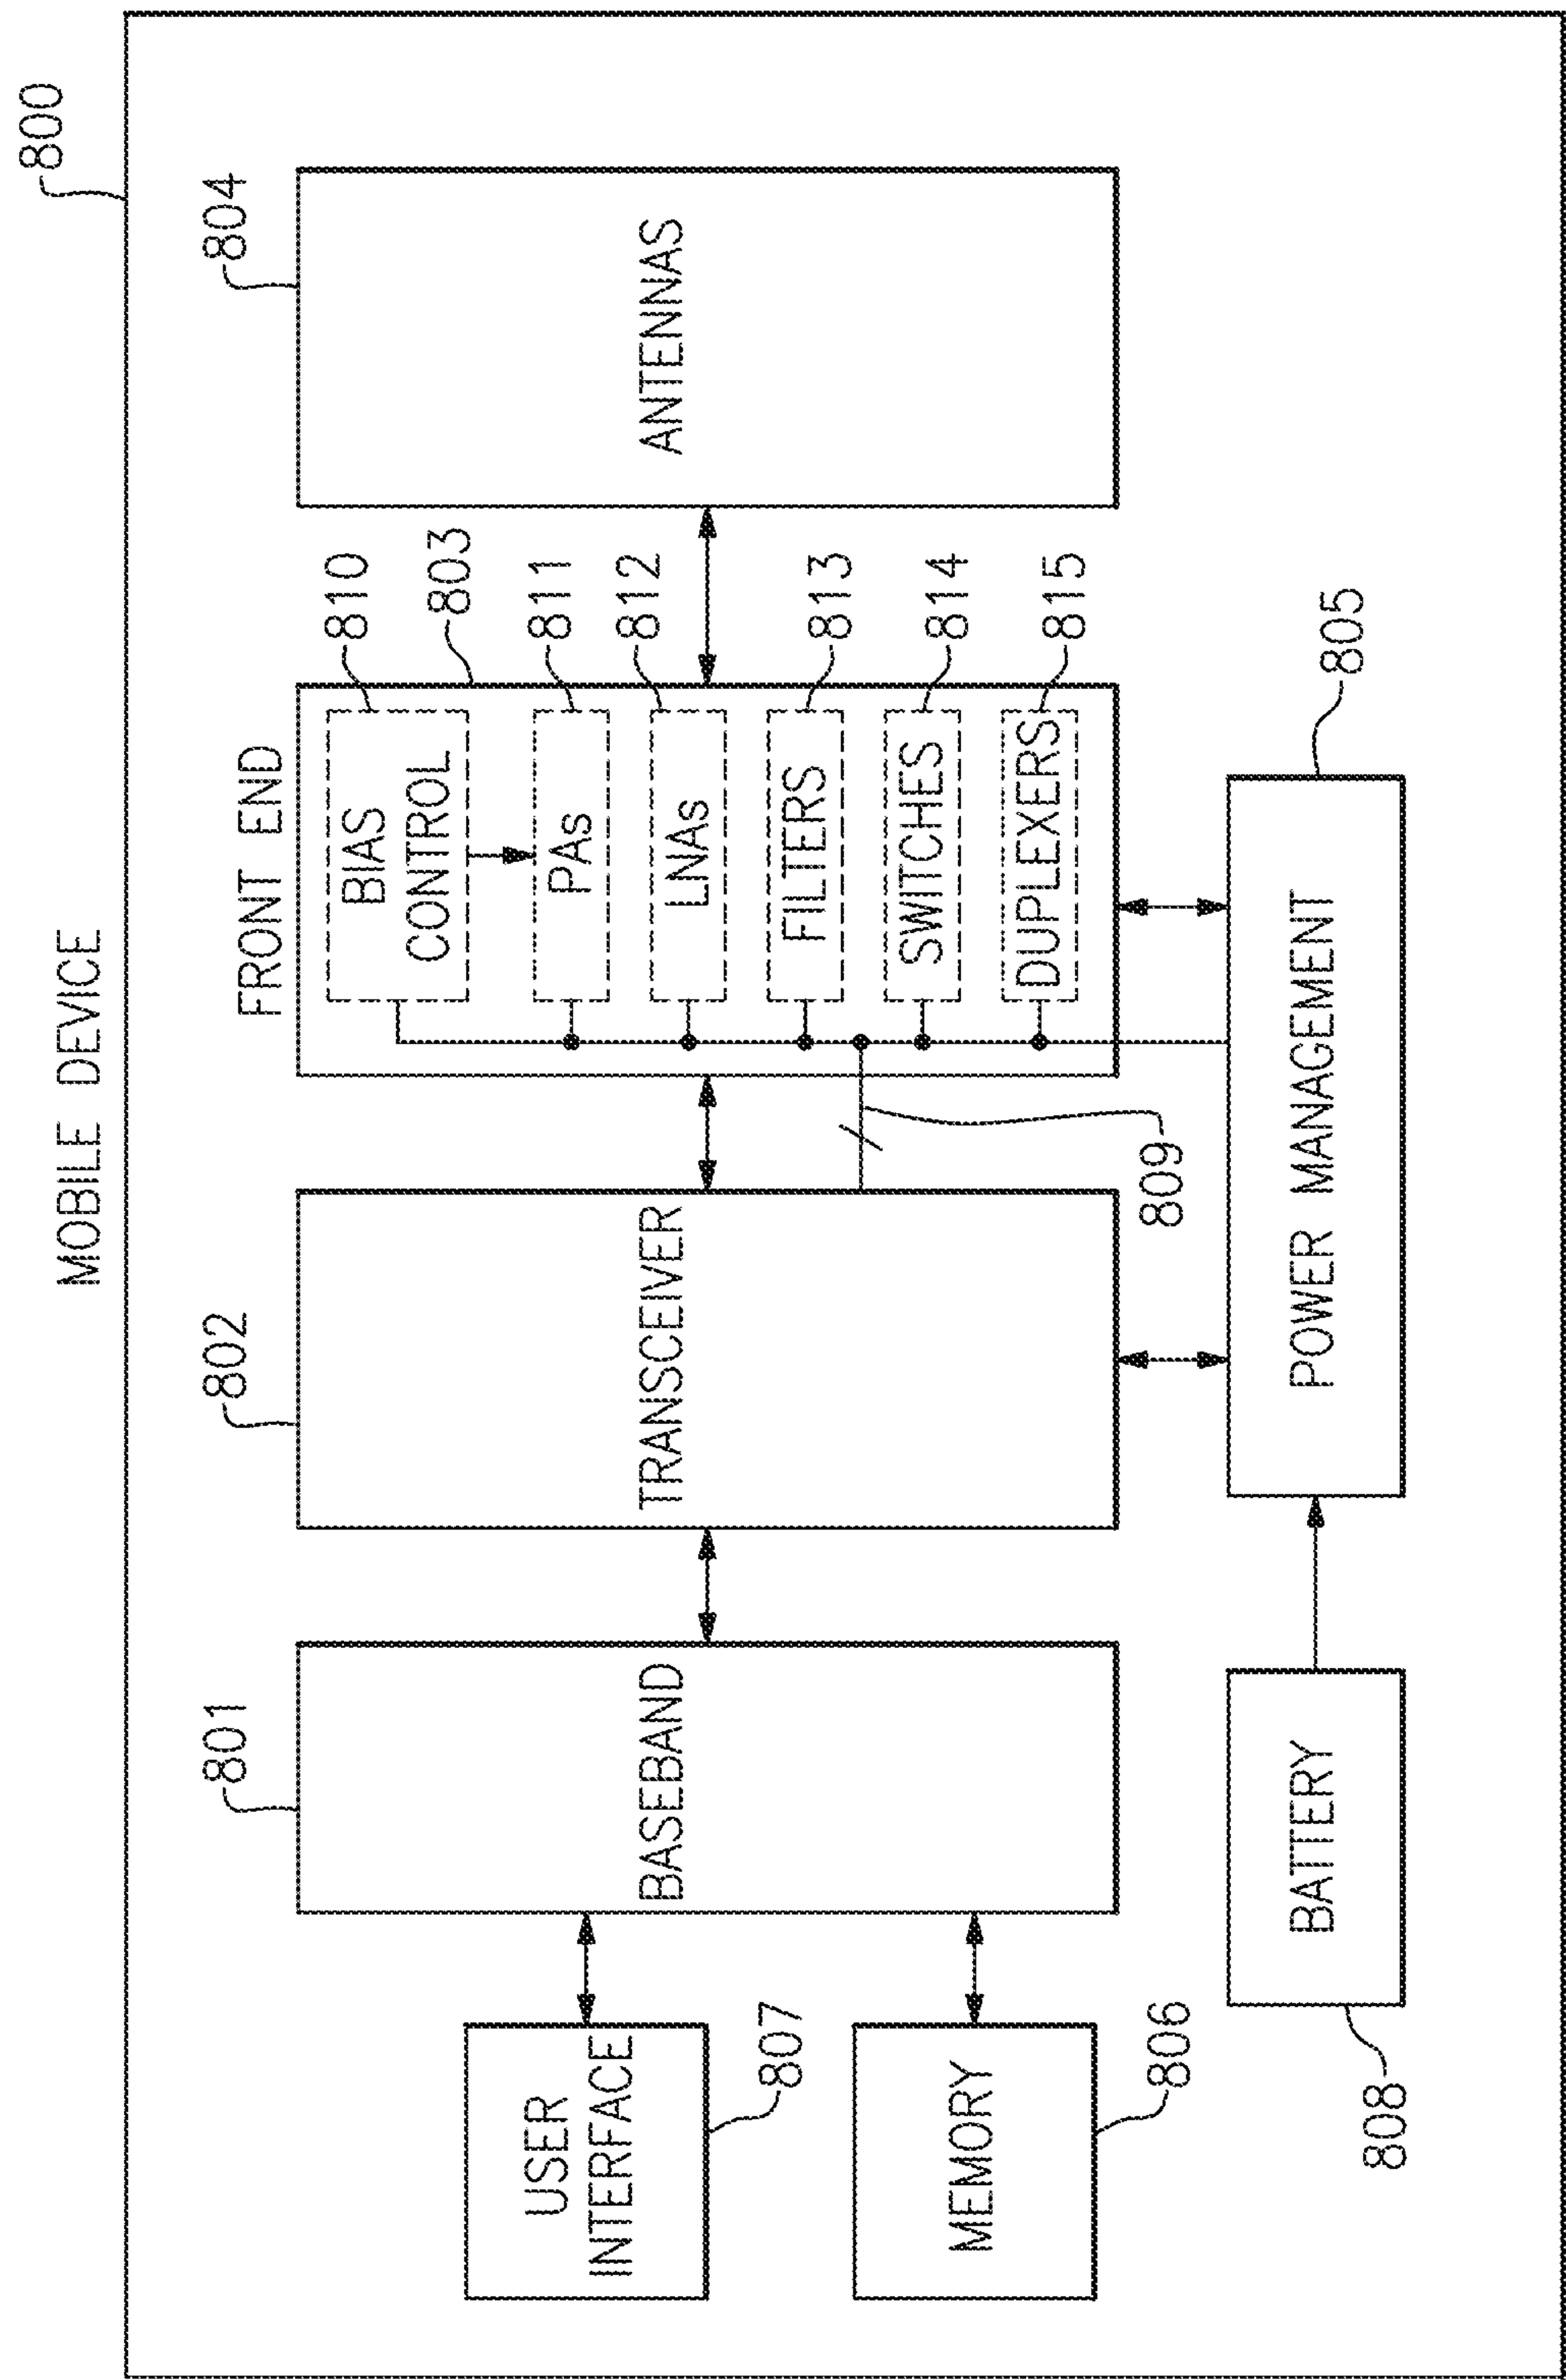 MOBILE DEVICE
800
801
802
FRONT END
810
803
804
USER
INTERFACE
807
BASEBAND
TRANSCEIVER
BIAS
CONTROL
PAs
811
LNAs
812
FILTERS
813
SWITCHES
814
DUPLEXERS
815
ANTENNAS
MEMORY
806
809
BATTERY
808
POWER MANAGEMENT
805